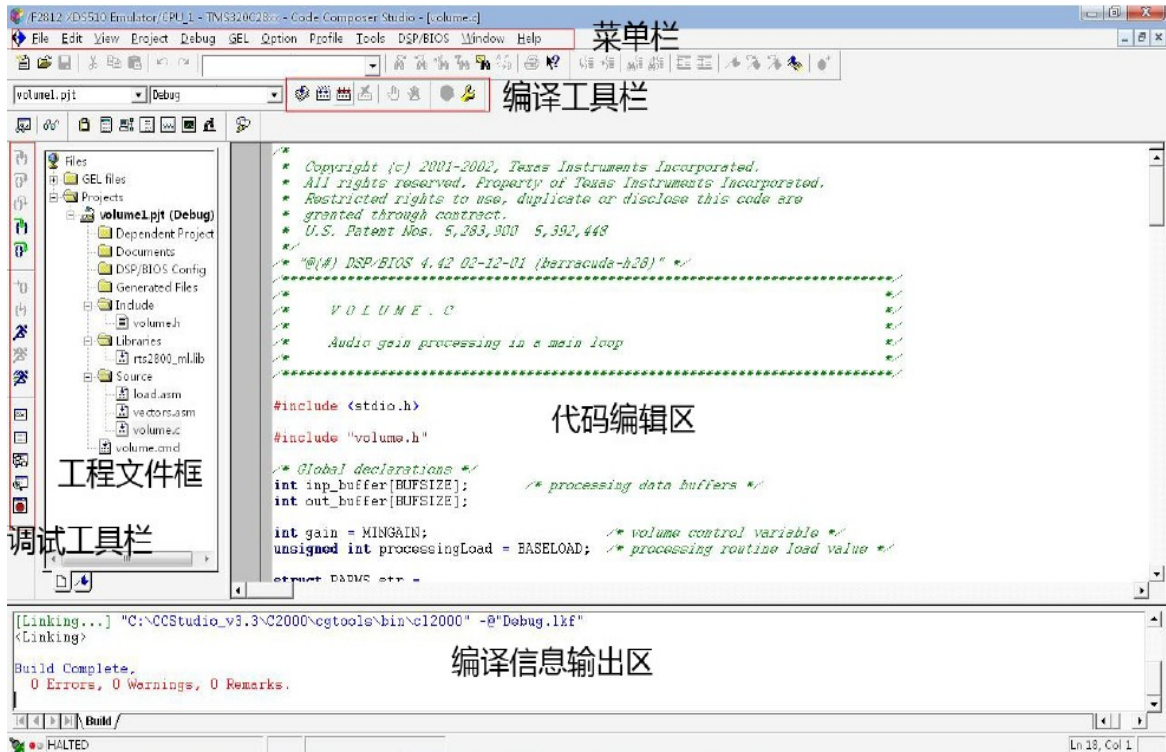 /F2812 XDS510 Emulator/CPU_1 - TMS320C28xx - Code Composer Studio - [volume.c]
File Edit View Project Debug GEL Option Profile Tools DSP/BIOS Window Help
菜单栏
volume1.pjt Debug
编译工具栏
Files
GEL files
Projects
volume1.pjt (Debug)
Dependent Project
Documents
DSP/BIOS Config
Generated Files
Include
volume.h
Libraries
rts2800_ml.lib
Source
load.asm
vectors.asm
volume.c
volume.cmd
工程文件框
调试工具栏
/*
* Copyright (c) 2001-2002, Texas Instruments Incorporated.
* All rights reserved. Property of Texas Instruments Incorporated.
* Restricted rights to use, duplicate or disclose this code are
* granted through contract.
* U.S. Patent Nos. 5,283,900 5,392,448
*/
/* "@(#) DSP/BIOS 4.42 02-12-01 (barracuda-h28)" */
/***************************************************************************/
/* */
/* V O L U M E . C */
/* */
/* Audio gain processing in a main loop */
/* */
/***************************************************************************/
#include <stdio.h>
代码编辑区
#include "volume.h"
/* Global declarations */
int inp_buffer[BUFSIZE]; /* processing data buffers */
int out_buffer[BUFSIZE];
int gain = MINGAIN; /* volume control variable */
unsigned int processingLoad = BASELOAD; /* processing routine load value */
struct PARMS str =
[Linking...] "C:\CCStudio_v3.3\C2000\cgtools\bin\cl2000" -@"Debug.lkf"
<Linking>
编译信息输出区
Build Complete,
0 Errors, 0 Warnings, 0 Remarks.
Build
HALTED
Ln 18, Col 1